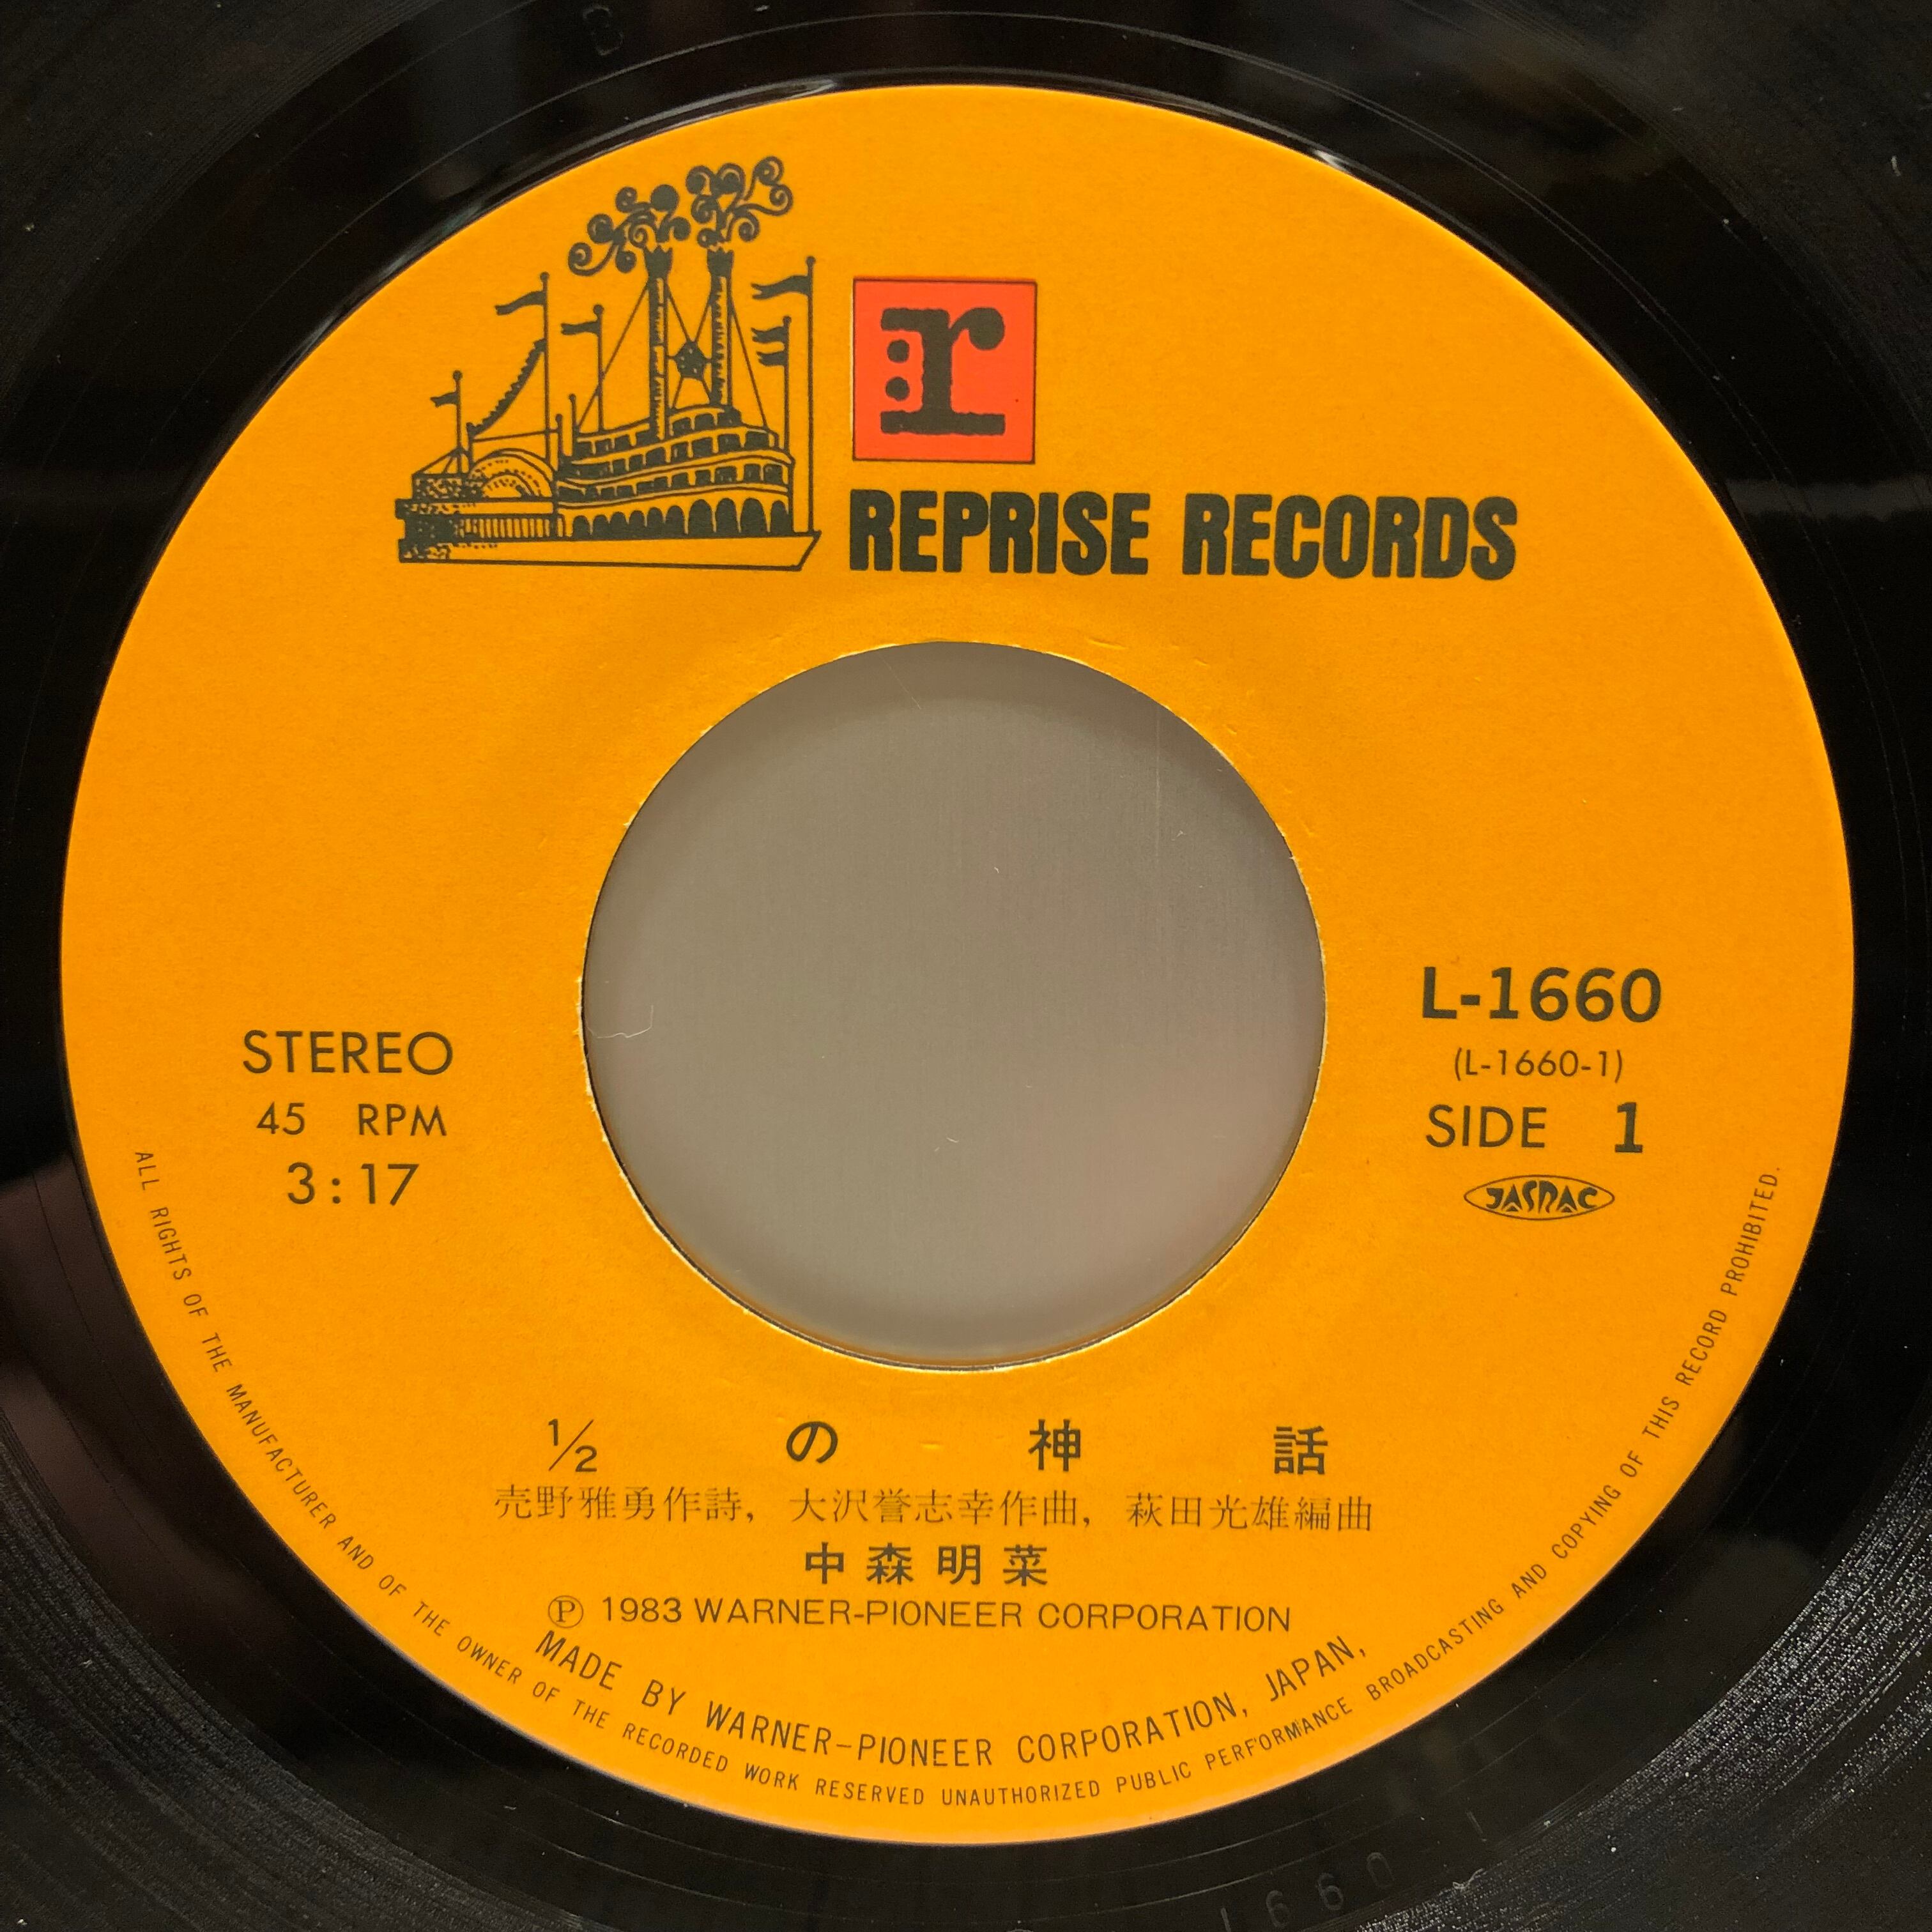 r:
REPRISE RECORDS
STEREO
45 RPM
3:17
L-1660
(L-1660-1)
SIDE 1
JASRAC
1/2の神話
売野雅勇作詩, 大沢誉志幸作曲, 萩田光雄編曲
中森明菜
Ⓟ 1983 WARNER-PIONEER CORPORATION
MADE BY WARNER-PIONEER CORPORATION, JAPAN,
ALL RIGHTS OF THE MANUFACTURER AND OF THE OWNER OF THE RECORDED WORK RESERVED UNAUTHORIZED PUBLIC PERFORMANCE BROADCASTING AND COPYING OF THIS RECORD PROHIBITED.